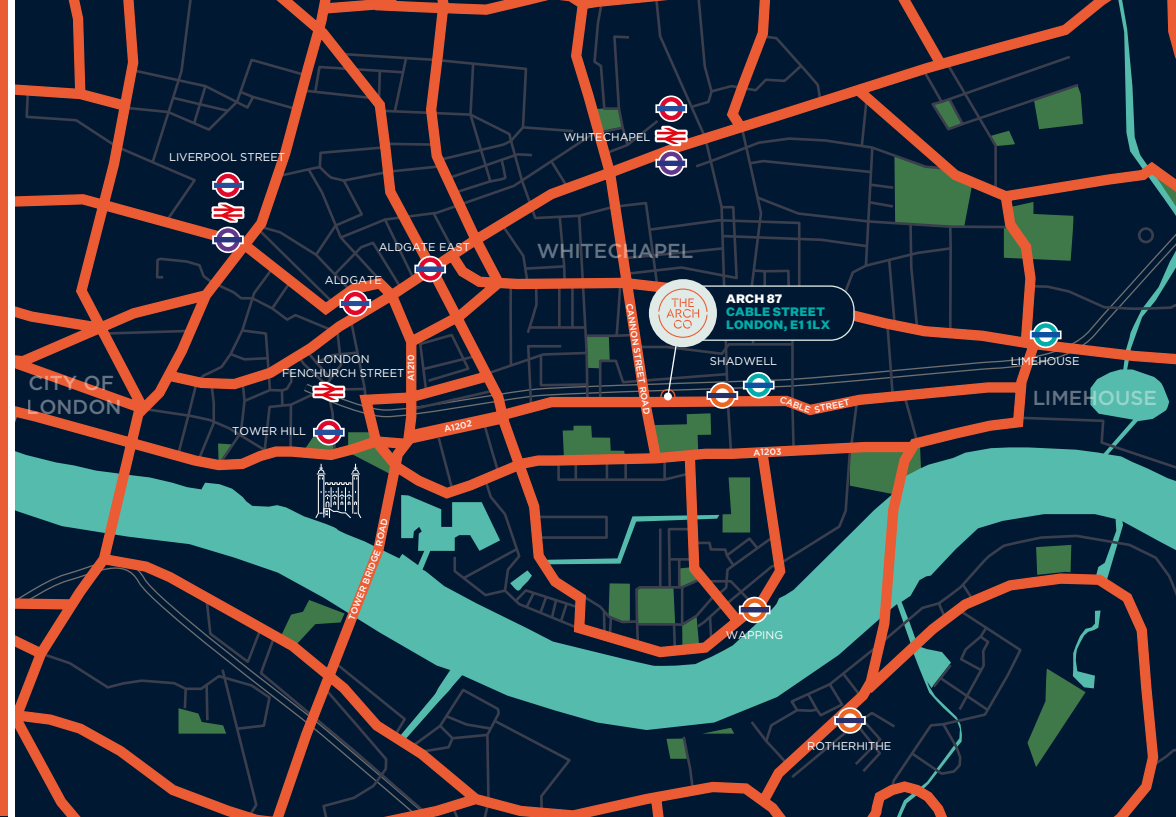 WHITECHAPEL
LIVERPOOL STREET
ALDGATE EAST
WHITECHAPEL
ALDGATE
THE
ARCH
CO
ARCH 87
CABLE STREET
LONDON, E1 1LX
CANNON STREET ROAD
LONDON
FENCHURCH STREET
A1210
SHADWELL
LIMEHOUSE
CITY OF
LONDON
LIMEHOUSE
CABLE STREET
TOWER HILL
A1202
A1203
TOWER BRIDGE ROAD
WAPPING
ROTHERHITHE